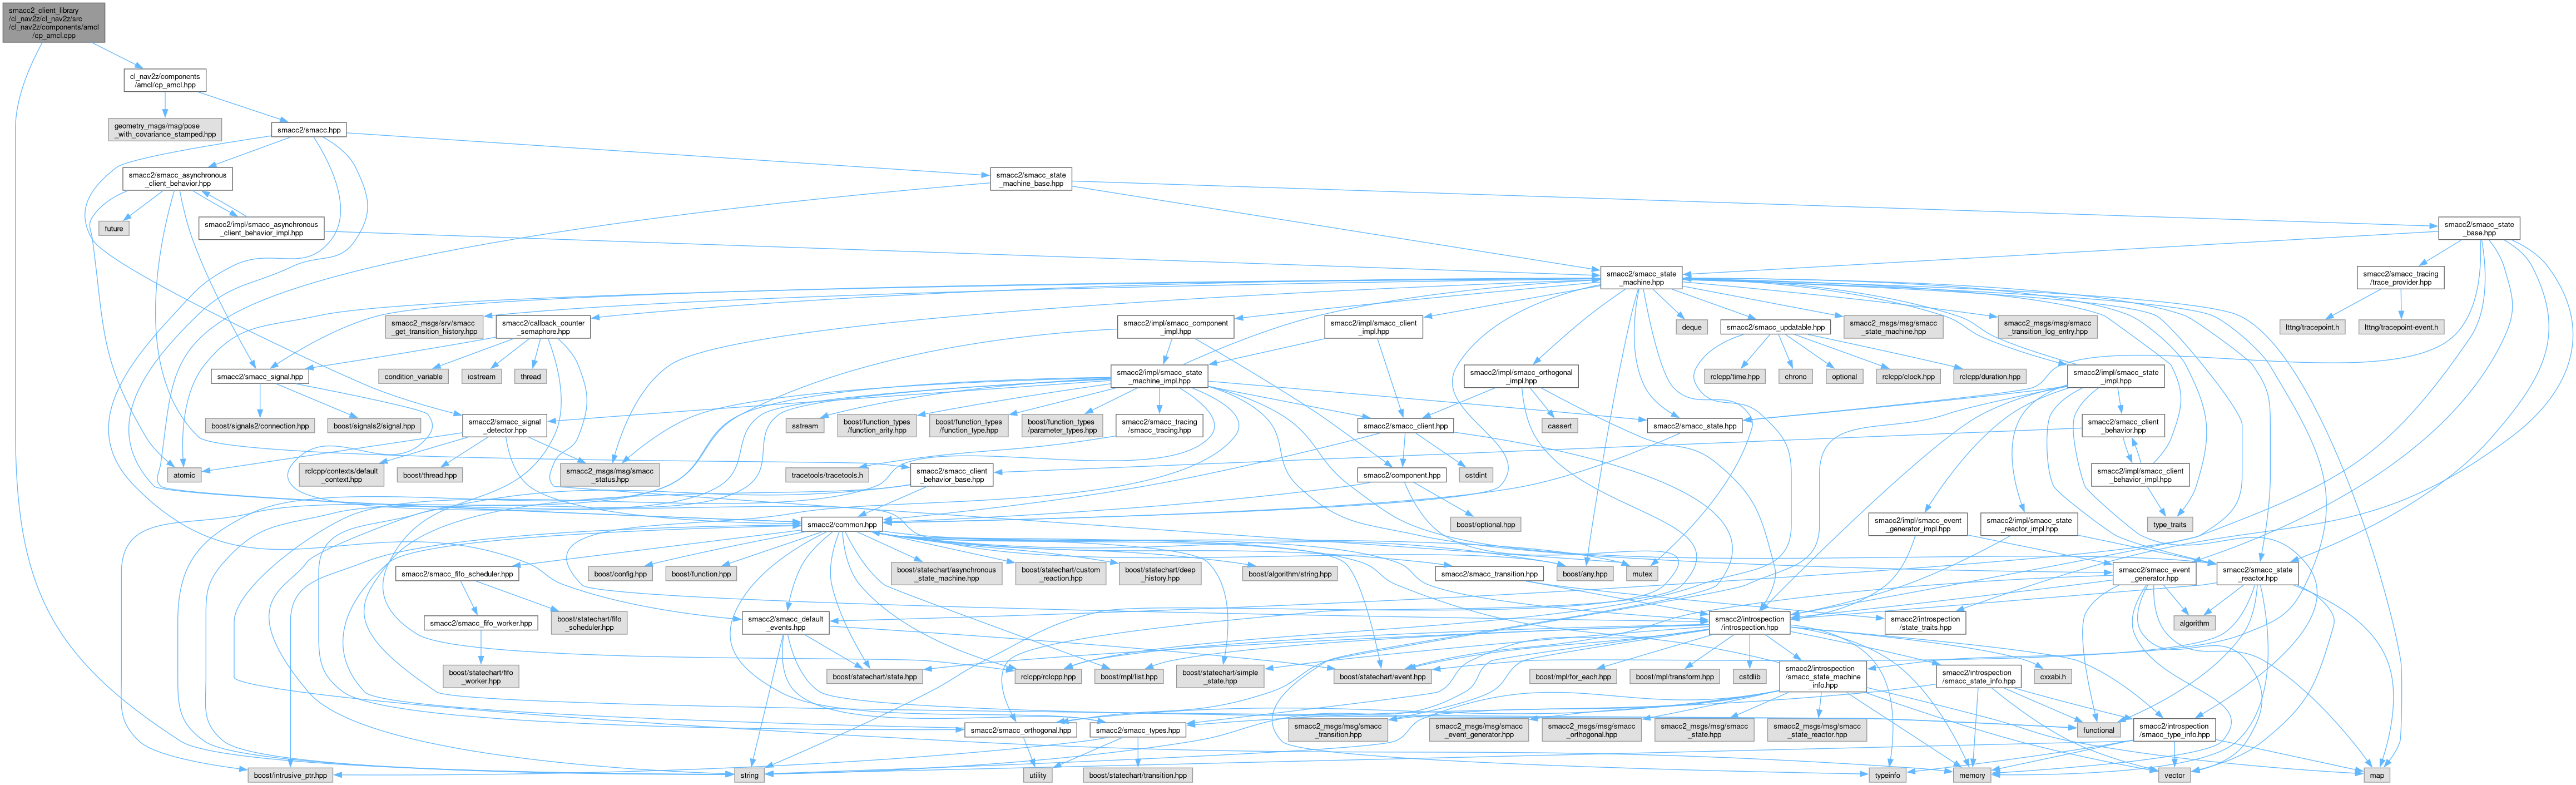 smacc2_client_library
/cl_nav2z/cl_nav2z/src
/cl_nav2z/components/amcl
/cp_amcl.cpp
cl_nav2z/components
/amcl/cp_amcl.hpp
geometry_msgs/msg/pose
_with_covariance_stamped.hpp
smacc2/smacc.hpp
smacc2/smacc_asynchronous
_client_behavior.hpp
smacc2/smacc_state
_machine_base.hpp
future
smacc2/impl/smacc_asynchronous
_client_behavior_impl.hpp
smacc2/smacc_state
_base.hpp
smacc2/smacc_state
_machine.hpp
smacc2/smacc_tracing
/trace_provider.hpp
smacc2_msgs/srv/smacc
_get_transition_history.hpp
smacc2/callback_counter
_semaphore.hpp
smacc2/impl/smacc_component
_impl.hpp
smacc2/impl/smacc_client
_impl.hpp
deque
smacc2/smacc_updatable.hpp
smacc2_msgs/msg/smacc
_state_machine.hpp
smacc2_msgs/msg/smacc
_transition_log_entry.hpp
lttng/tracepoint.h
lttng/tracepoint-event.h
smacc2/smacc_signal.hpp
condition_variable
iostream
thread
smacc2/impl/smacc_state
_machine_impl.hpp
smacc2/impl/smacc_orthogonal
_impl.hpp
rclcpp/time.hpp
chrono
optional
rclcpp/clock.hpp
rclcpp/duration.hpp
smacc2/impl/smacc_state
_impl.hpp
boost/signals2/connection.hpp
boost/signals2/signal.hpp
smacc2/smacc_signal
_detector.hpp
sstream
boost/function_types
/function_arity.hpp
boost/function_types
/function_type.hpp
boost/function_types
/parameter_types.hpp
smacc2/smacc_tracing
/smacc_tracing.hpp
smacc2/smacc_client.hpp
cassert
smacc2/smacc_state.hpp
smacc2/smacc_client
_behavior.hpp
atomic
rclcpp/contexts/default
_context.hpp
boost/thread.hpp
smacc2_msgs/msg/smacc
_status.hpp
tracetools/tracetools.h
smacc2/smacc_client
_behavior_base.hpp
smacc2/component.hpp
cstdint
smacc2/impl/smacc_client
_behavior_impl.hpp
smacc2/common.hpp
boost/optional.hpp
smacc2/impl/smacc_event
_generator_impl.hpp
smacc2/impl/smacc_state
_reactor_impl.hpp
type_traits
smacc2/smacc_fifo_scheduler.hpp
boost/config.hpp
boost/function.hpp
boost/statechart/asynchronous
_state_machine.hpp
boost/statechart/custom
_reaction.hpp
boost/statechart/deep
_history.hpp
boost/algorithm/string.hpp
smacc2/smacc_transition.hpp
boost/any.hpp
mutex
smacc2/smacc_event
_generator.hpp
smacc2/smacc_state
_reactor.hpp
smacc2/smacc_fifo_worker.hpp
boost/statechart/fifo
_scheduler.hpp
smacc2/smacc_default
_events.hpp
smacc2/introspection
/introspection.hpp
smacc2/introspection
/state_traits.hpp
algorithm
boost/statechart/fifo
_worker.hpp
boost/statechart/state.hpp
rclcpp/rclcpp.hpp
boost/mpl/list.hpp
boost/statechart/simple
_state.hpp
boost/statechart/event.hpp
boost/mpl/for_each.hpp
boost/mpl/transform.hpp
cstdlib
smacc2/introspection
/smacc_state_machine
_info.hpp
smacc2/introspection
/smacc_state_info.hpp
cxxabi.h
smacc2/smacc_orthogonal.hpp
smacc2/smacc_types.hpp
smacc2_msgs/msg/smacc
_transition.hpp
smacc2_msgs/msg/smacc
_event_generator.hpp
smacc2_msgs/msg/smacc
_orthogonal.hpp
smacc2_msgs/msg/smacc
_state.hpp
smacc2_msgs/msg/smacc
_state_reactor.hpp
functional
smacc2/introspection
/smacc_type_info.hpp
boost/intrusive_ptr.hpp
string
utility
boost/statechart/transition.hpp
typeinfo
memory
vector
map